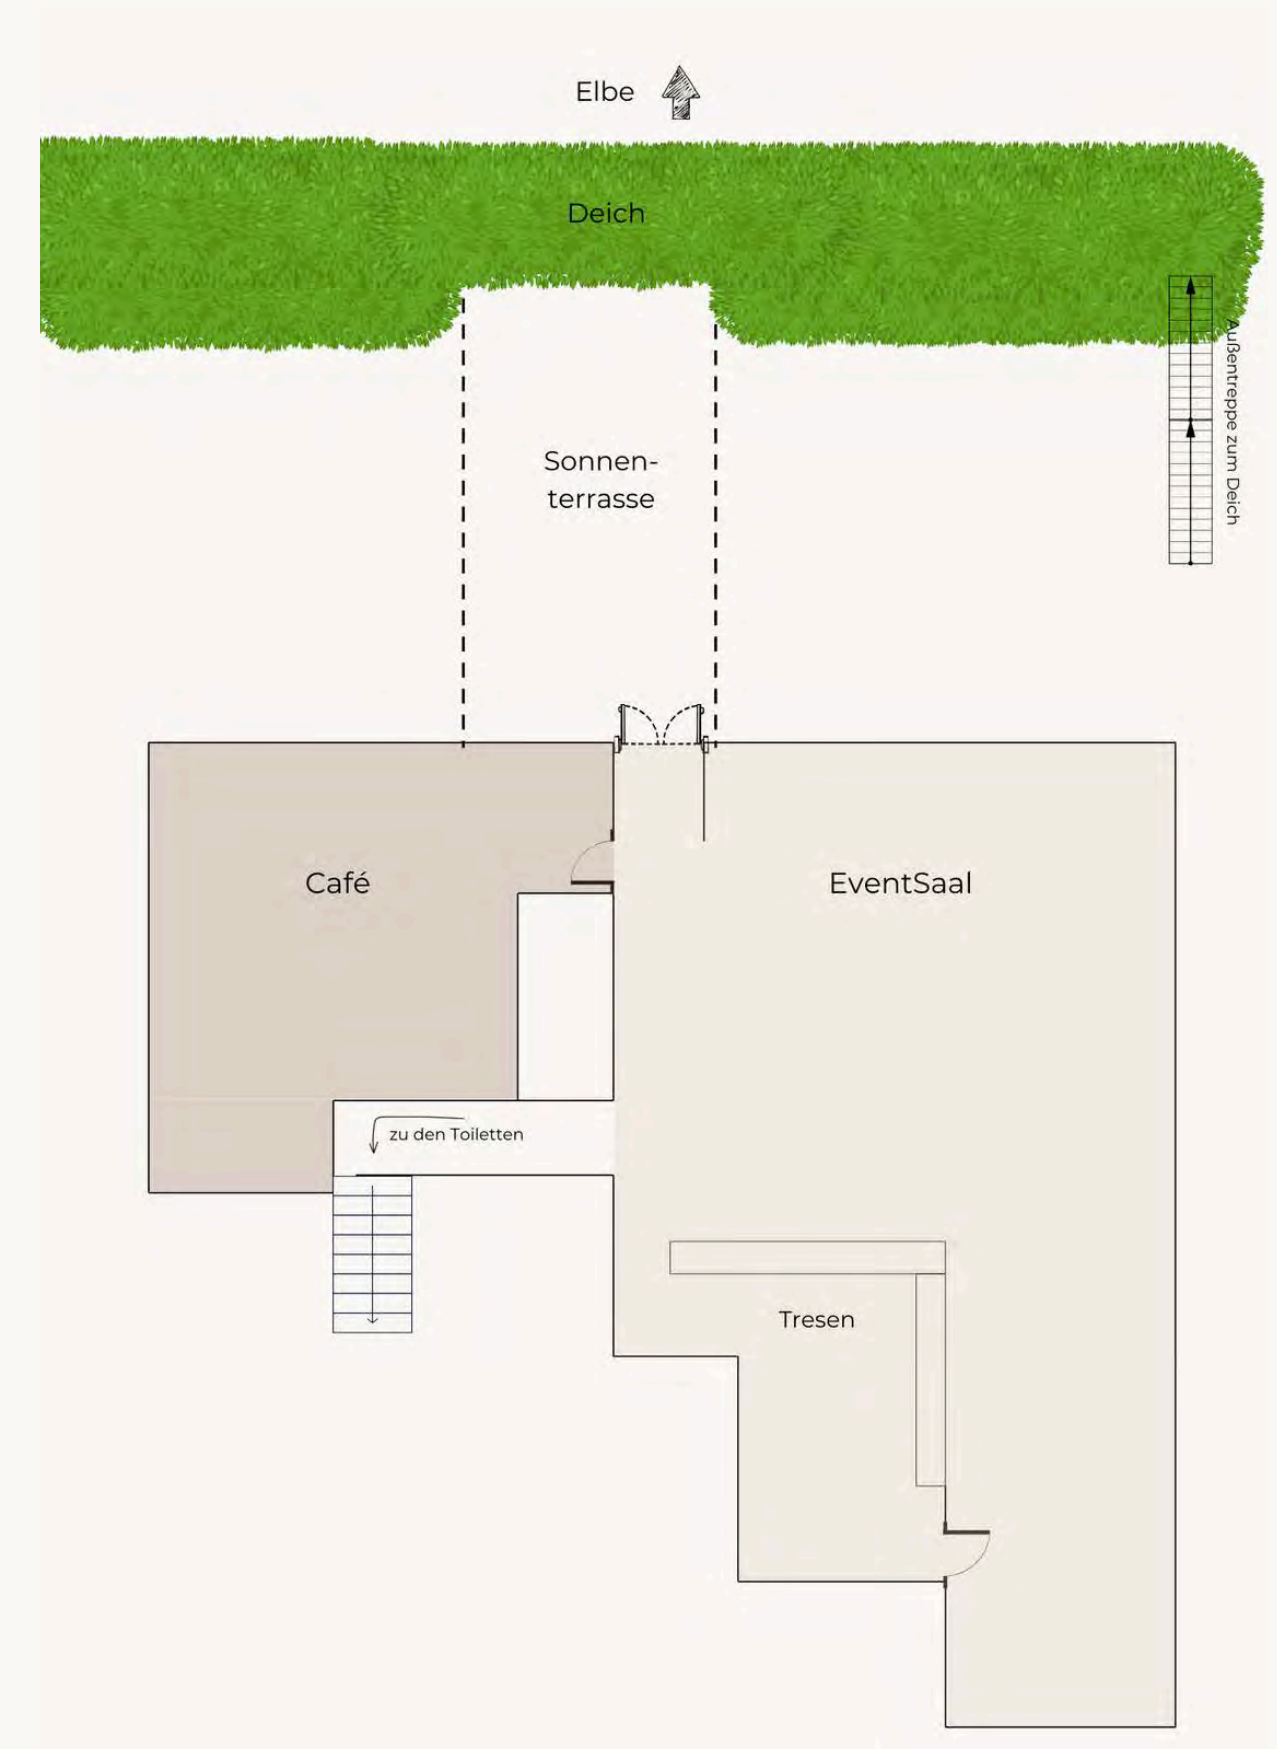 Elbe
Deich
Außentreppe zum Deich
Sonnen-
terrasse
Café
EventSaal
zu den Toiletten
Tresen